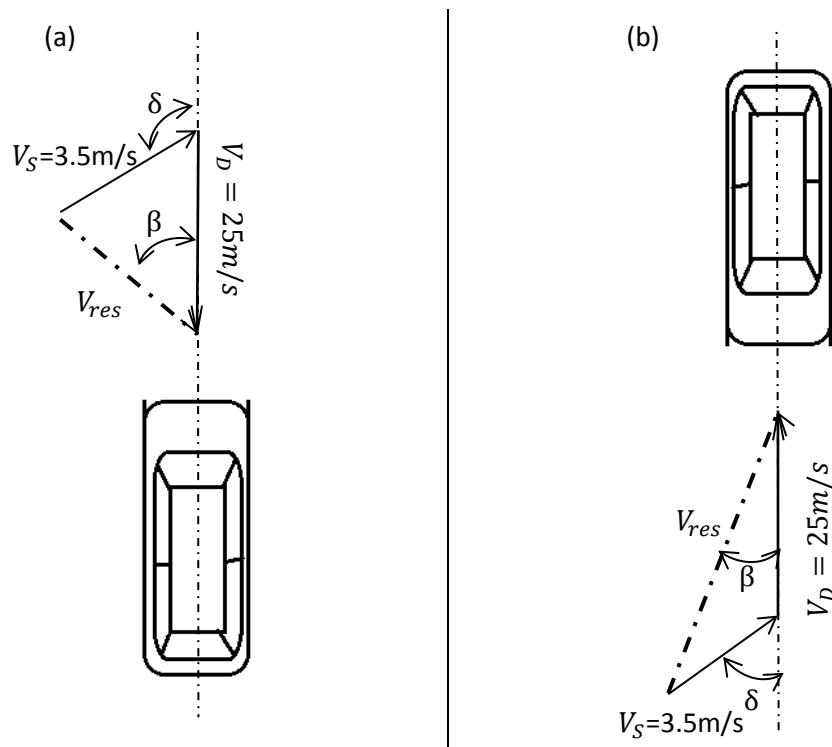 (a)
δ
V_S=3.5m/s
V_D = 25m/s
β
V_res
(b)
V_res
β
V_D = 25m/s
δ
V_S=3.5m/s